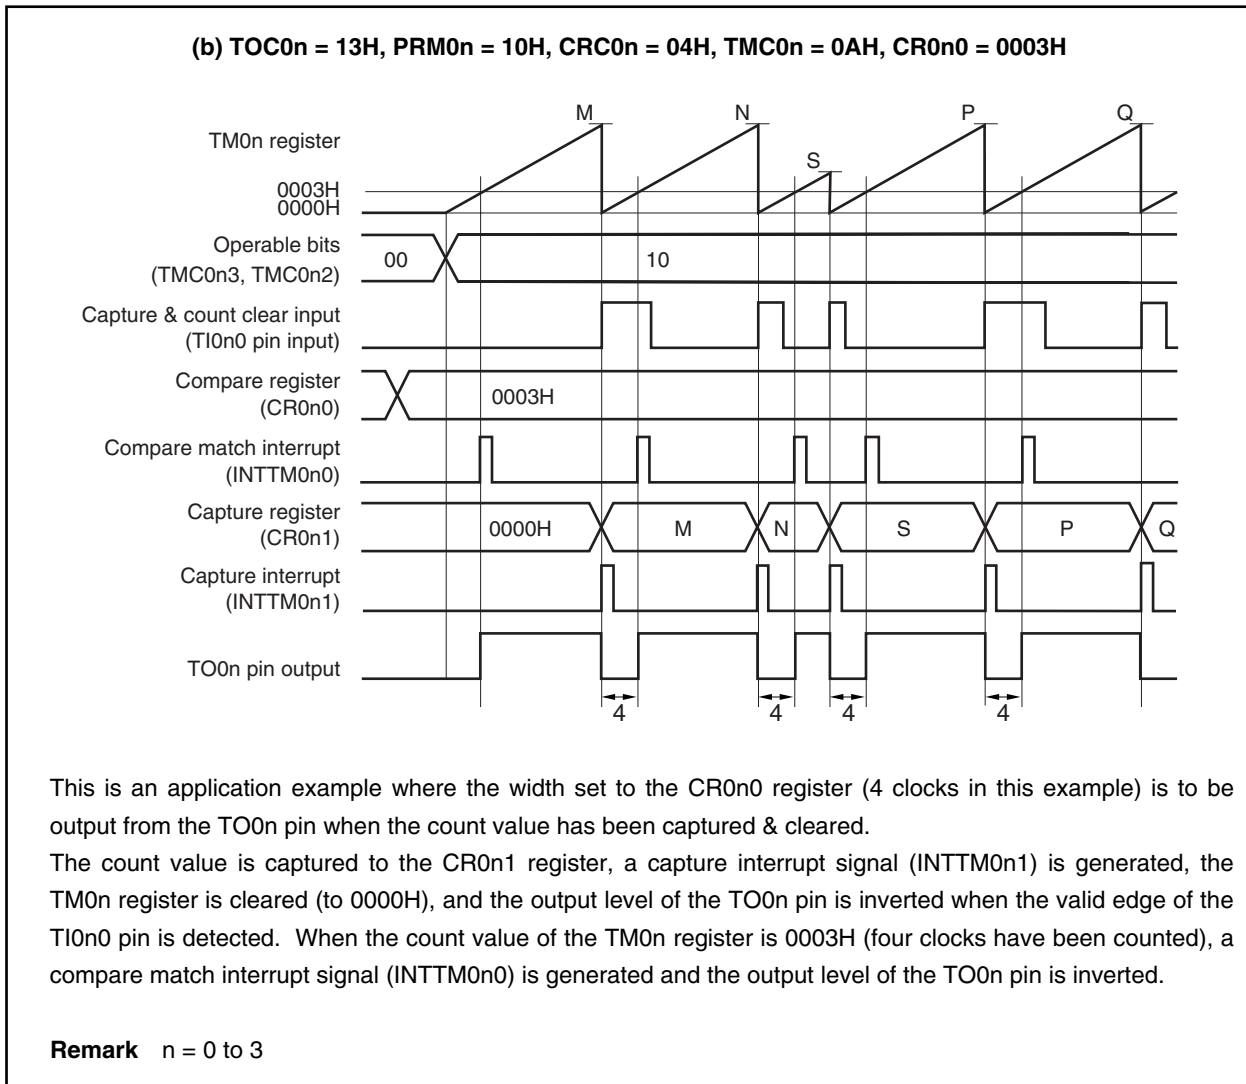 (b) TOC0n = 13H, PRM0n = 10H, CRC0n = 04H, TMC0n = 0AH, CR0n0 = 0003H
M
N
S
P
Q
TM0n register
0003H
0000H
Operable bits
(TMC0n3, TMC0n2)
00
10
Capture & count clear input
(TI0n0 pin input)
Compare register
(CR0n0)
0003H
Compare match interrupt
(INTTM0n0)
Capture register
(CR0n1)
0000H
M
N
S
P
Q
Capture interrupt
(INTTM0n1)
TO0n pin output
4
4
4
4
This is an application example where the width set to the CR0n0 register (4 clocks in this example) is to be
output from the TO0n pin when the count value has been captured & cleared.
The count value is captured to the CR0n1 register, a capture interrupt signal (INTTM0n1) is generated, the
TM0n register is cleared (to 0000H), and the output level of the TO0n pin is inverted when the valid edge of the
TI0n0 pin is detected. When the count value of the TM0n register is 0003H (four clocks have been counted), a
compare match interrupt signal (INTTM0n0) is generated and the output level of the TO0n pin is inverted.
Remark n = 0 to 3